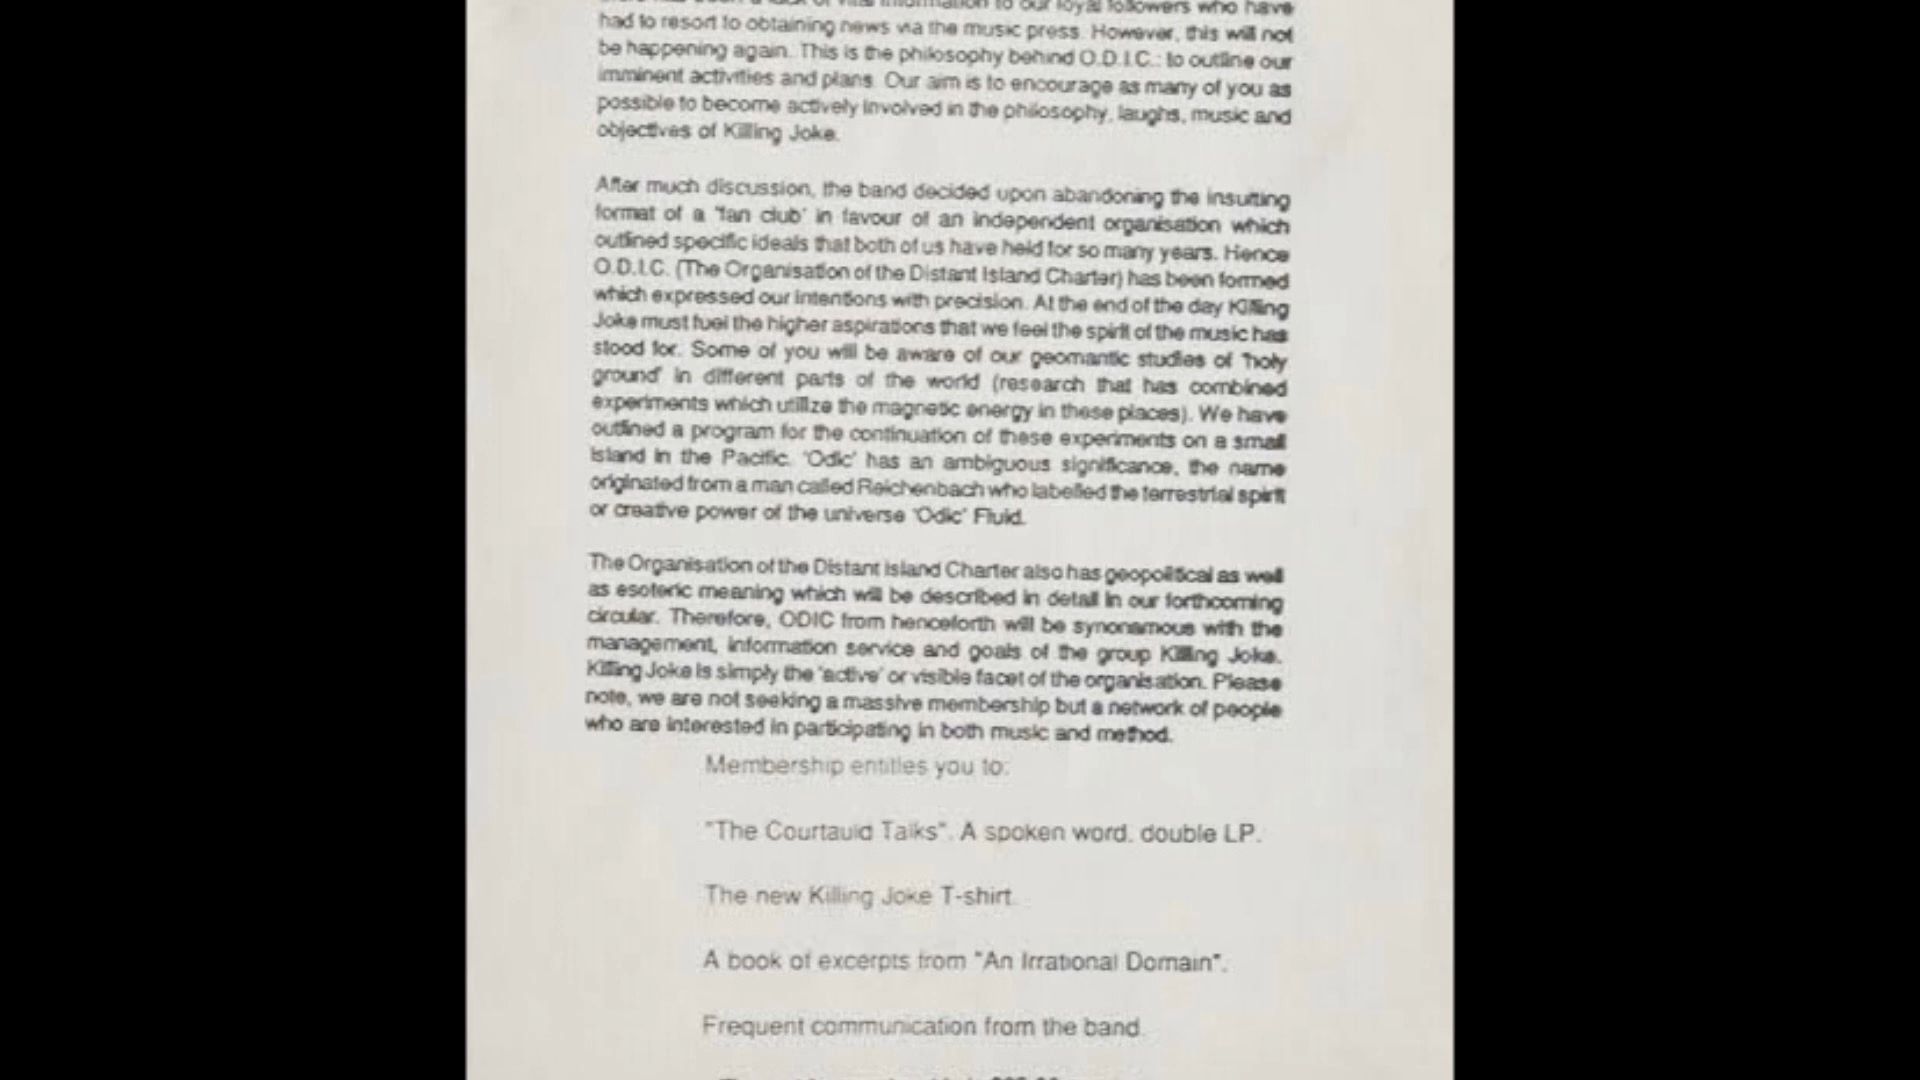 vital information to our loyal followers who have
had to resort to obtaining news via the music press. However, this will not
be happening again. This is the philosophy behind O.D.I.C.: to outline our
imminent activities and plans. Our aim is to encourage as many of you as
possible to become actively involved in the philosophy, laughs, music and
objectives of Killing Joke.
After much discussion, the band decided upon abandoning the insulting
format of a 'fan club' in favour of an independent organisation which
outlined specific ideals that both of us have held for so many years. Hence
O.D.I.C. (The Organisation of the Distant Island Charter) has been formed
which expressed our intentions with precision. At the end of the day Killing
Joke must fuel the higher aspirations that we feel the spirit of the music has
stood for. Some of you will be aware of our geomantic studies of 'holy
ground' in different parts of the world (research that has combined
experiments which utilize the magnetic energy in these places). We have
outlined a program for the continuation of these experiments on a small
island in the Pacific. 'Odic' has an ambiguous significance, the name
originated from a man called Reichenbach who labelled the terrestrial spirit
or creative power of the universe 'Odic' Fluid.
The Organisation of the Distant Island Charter also has geopolitical as well
as esoteric meaning which will be described in detail in our forthcoming
circular. Therefore, ODIC from henceforth will be synonamous with the
management, information service and goals of the group Killing Joke.
Killing Joke is simply the 'active' or visible facet of the organisation. Please
note, we are not seeking a massive membership but a network of people
who are interested in participating in both music and method.
Membership entitles you to:
"The Courtauld Talks". A spoken word, double LP.
The new Killing Joke T-shirt.
A book of excerpts from "An Irrational Domain".
Frequent communication from the band.